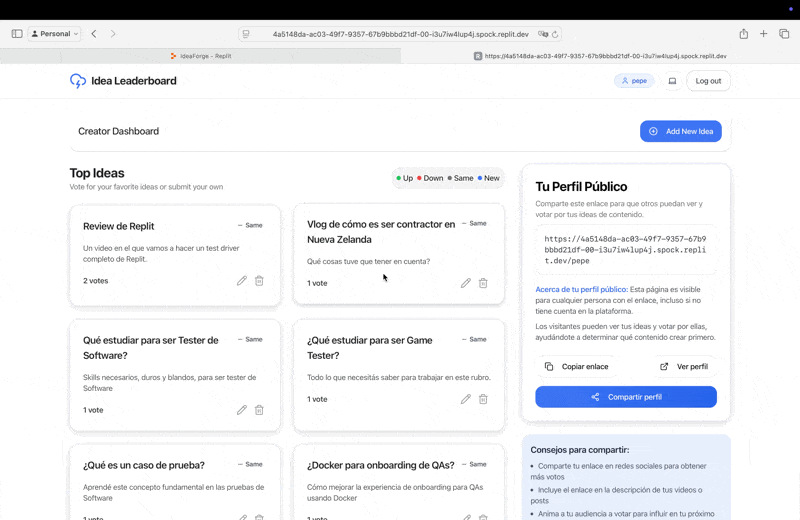 Personal
4a5148da-ac03-49f7-9357-67b9bbbd21df-00-i3u7iw4lup4j.spock.replit.dev
IdeaForge - Replit
https://4a5148da-ac03-49f7-9357-67b9bbbd21df-00-i3u7iw4lup4j.spock.replit.dev
Idea Leaderboard
pepe
Log out
Creator Dashboard
Add New Idea
Top Ideas
Vote for your favorite ideas or submit your own
Up
Down
Same
New
Review de Replit
Same
Un video en el que vamos a hacer un test driver
completo de Replit.
2 votes
Vlog de cómo es ser contractor en
Nueva Zelanda
Same
Qué cosas tuve que tener en cuenta?
1 vote
Qué estudiar para ser Tester de
Software?
Same
Skills necesarios, duros y blandos, para ser tester de
Software
1 vote
¿Qué estudiar para ser Game
Tester?
Same
Todo lo que necesitás saber para trabajar en este rubro.
1 vote
¿Qué es un caso de prueba?
Same
Aprendé este concepto fundamental en las pruebas de
Software
1 vote
¿Docker para onboarding de QAs?
Same
Cómo mejorar la experiencia de onboarding para QAs
usando Docker
1 vote
Tu Perfil Público
Comparte este enlace para que otros puedan ver y
votar por tus ideas de contenido.
https://4a5148da-ac03-49f7-9357-67b9
bbbd21df-00-i3u7iw4lup4j.spock.repli
t.dev/pepe
Acerca de tu perfil público: Esta página es visible
para cualquier persona con el enlace, incluso si no
tiene cuenta en la plataforma.
Los visitantes pueden ver tus ideas y votar por ellas,
ayudándote a determinar qué contenido crear primero.
Copiar enlace
Ver perfil
Compartir perfil
Consejos para compartir:
• Comparte tu enlace en redes sociales para obtener
más votos
• Incluye el enlace en la descripción de tus videos o
posts
• Anima a tu audiencia a votar para influir en tu próximo